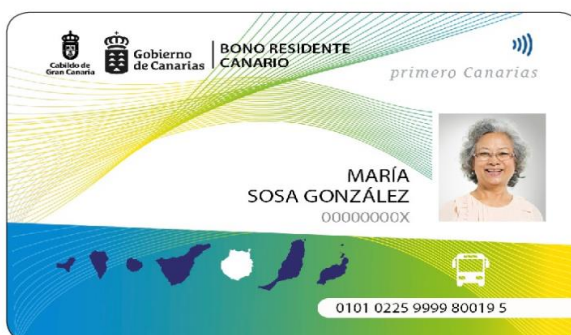 Cabildo de
Gran Canaria
Gobierno
de Canarias
BONO RESIDENTE
CANARIO
primero Canarias
MARÍA
SOSA GONZÁLEZ
00000000X
0101 0225 9999 80019 5